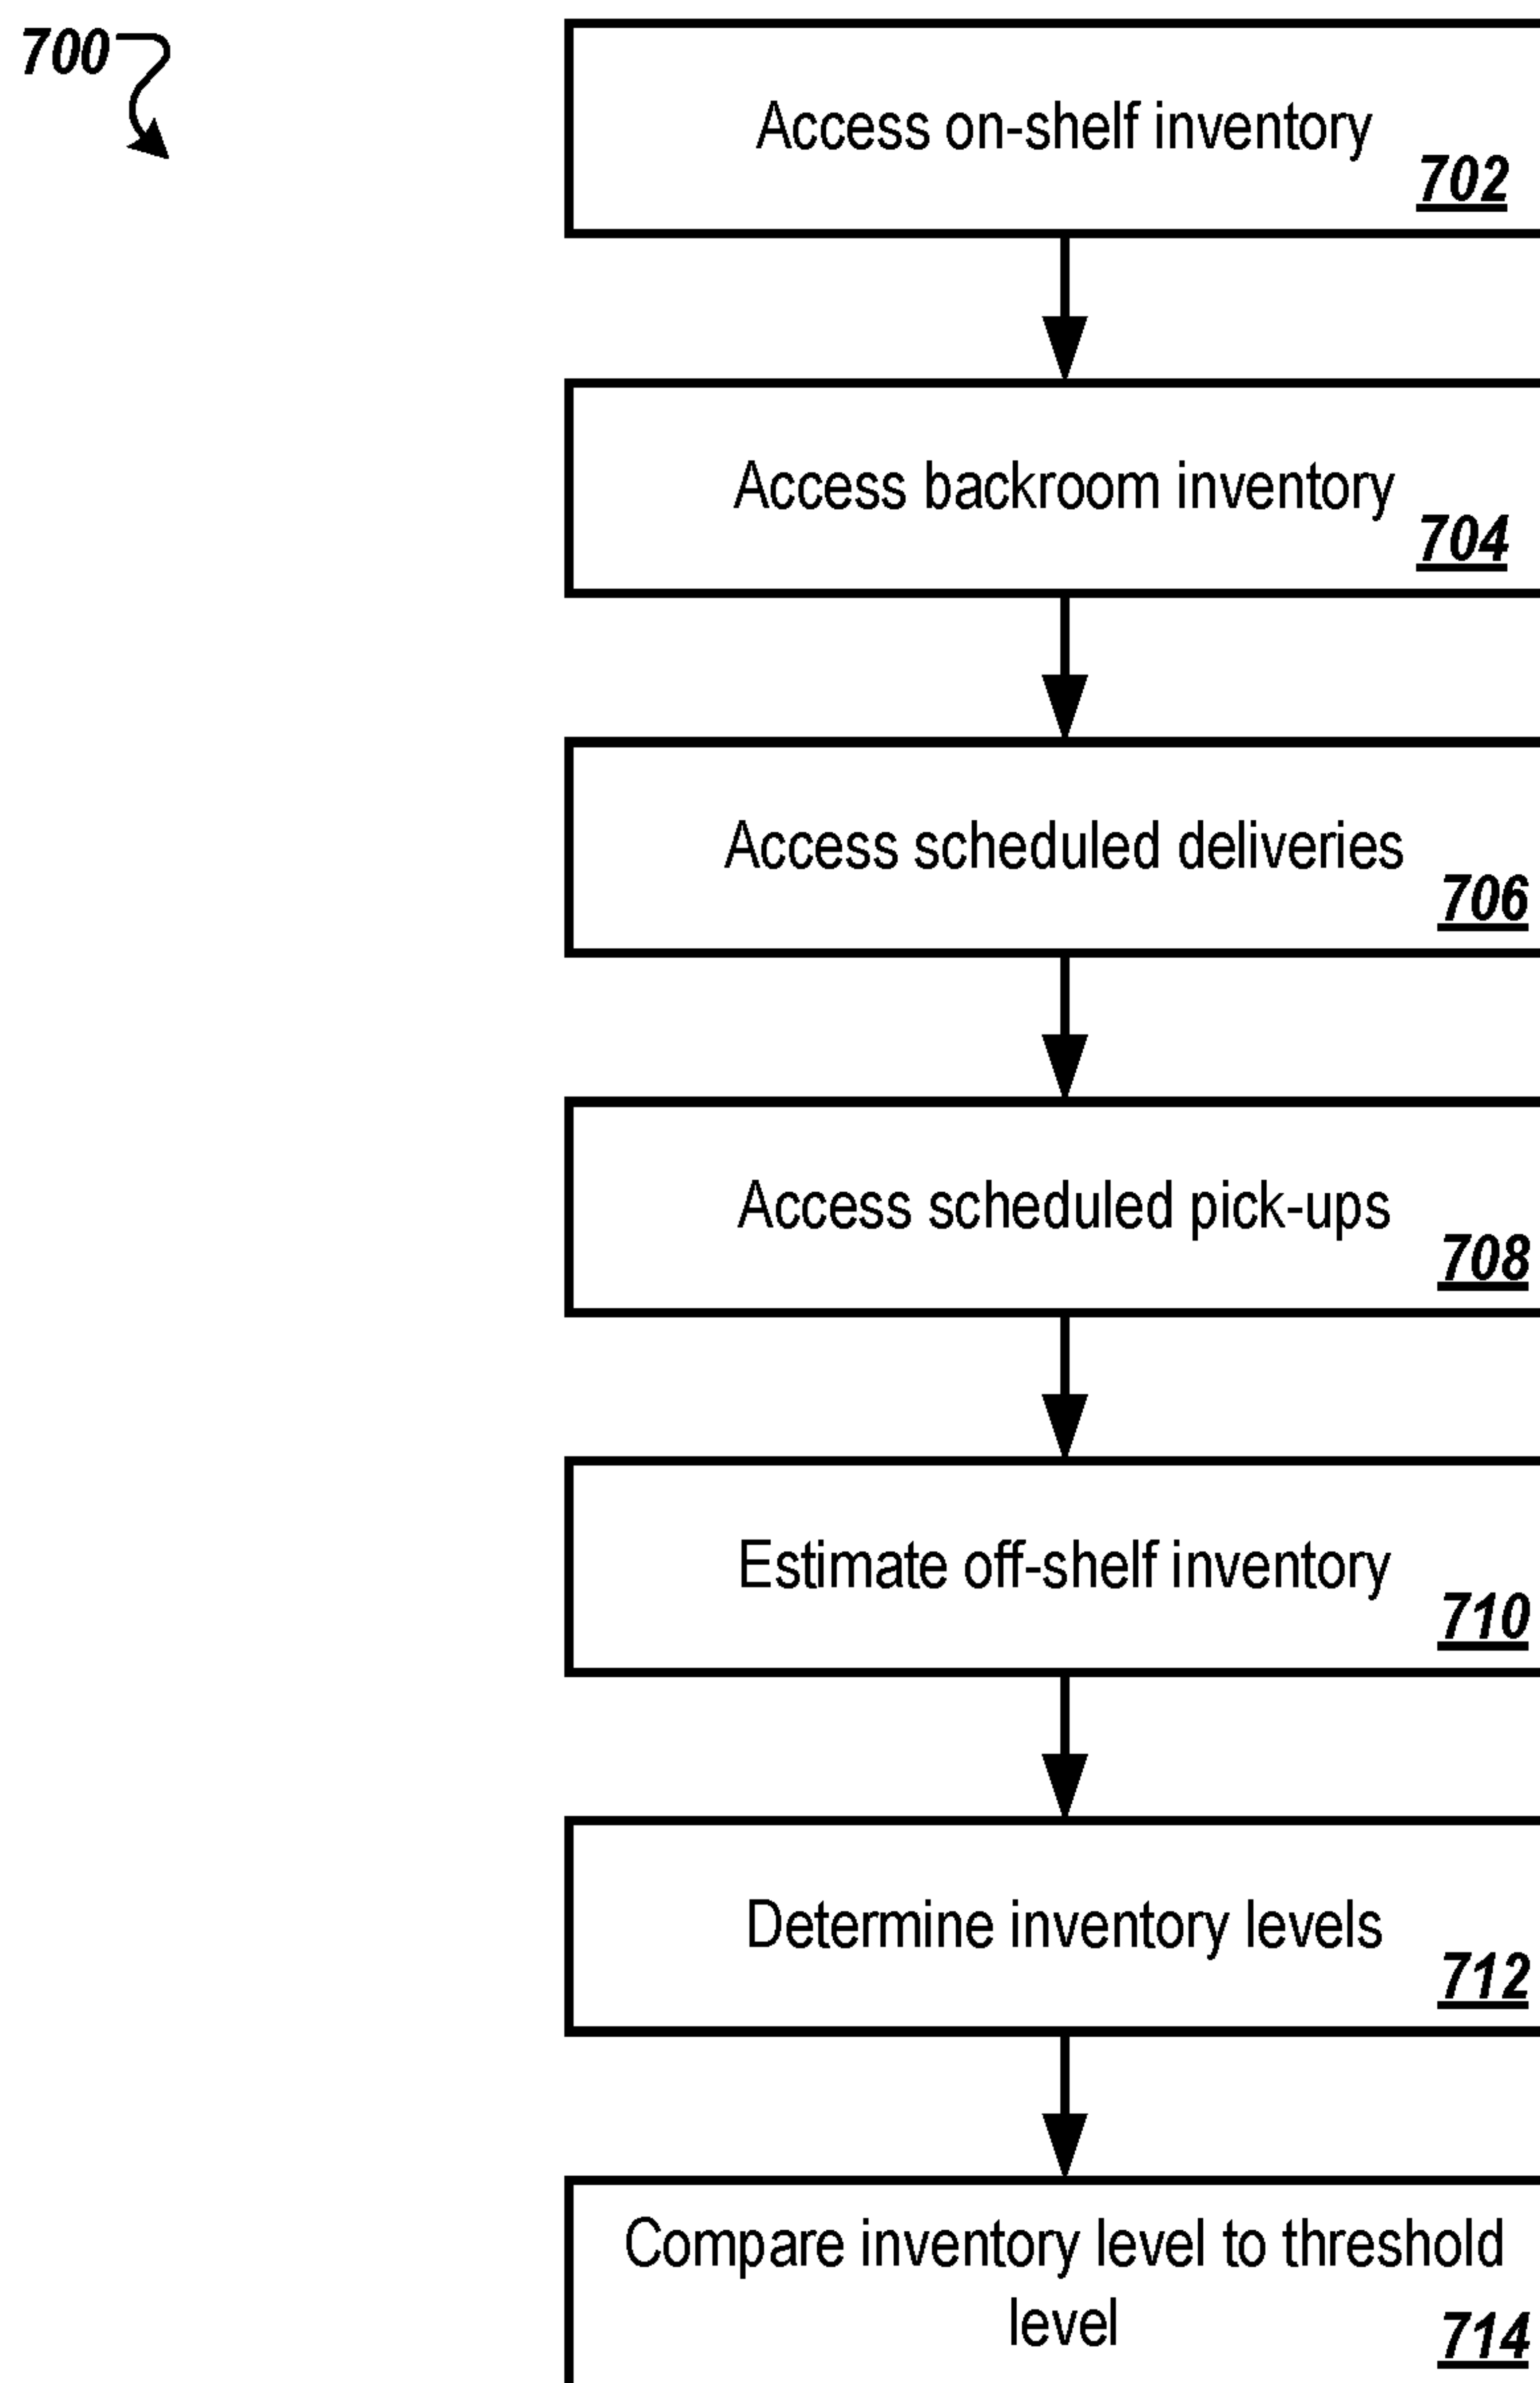 700
Access on-shelf inventory
702
Access backroom inventory
704
Access scheduled deliveries
706
Access scheduled pick-ups
708
Estimate off-shelf inventory
710
Determine inventory levels
712
Compare inventory level to threshold
level
714